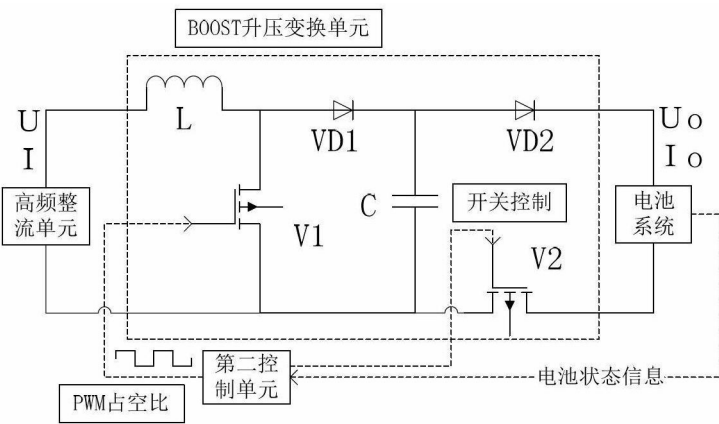 BOOST升压变换单元
U
I
L
VD1
VD2
Uo
Io
高频整
流单元
C
开关控制
电池
系统
V1
V2
第二控
制单元
电池状态信息
PWM占空比